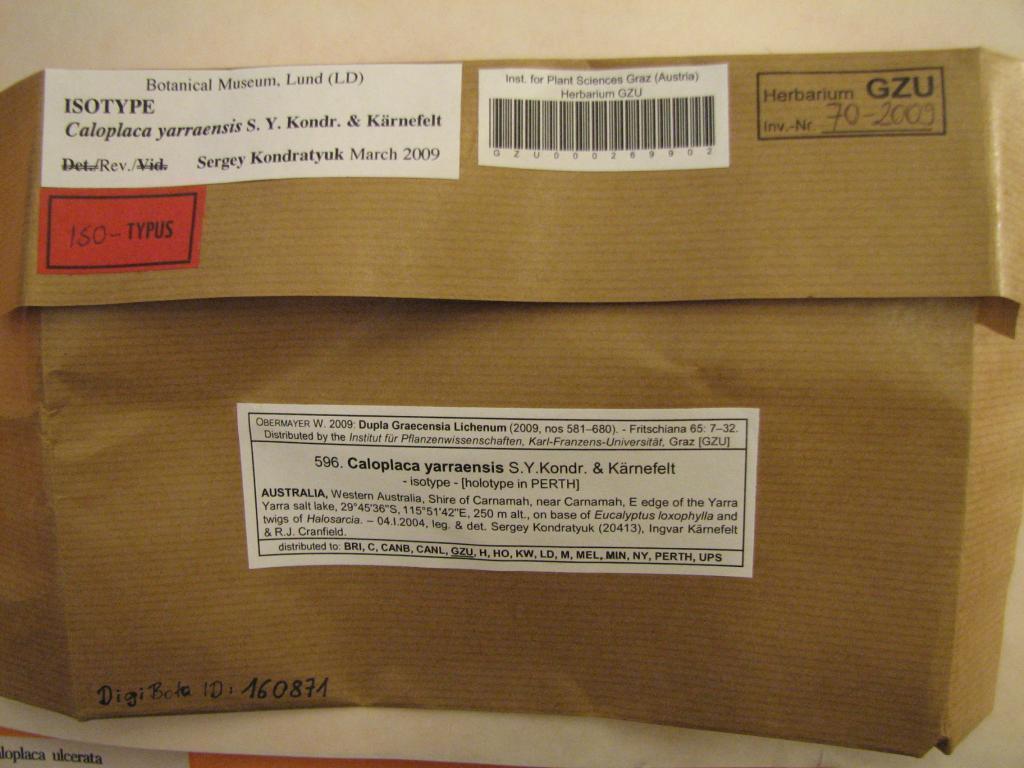 Botanical Museum, Lund (LD)
ISOTYPE
Caloplaca yarraensis S. Y. Kondr. & Kärnefelt
Det./Rev./Vid. Sergey Kondratyuk March 2009
Inst. for Plant Sciences Graz (Austria)
Herbarium GZU
G Z U 0 0 0 2 6 9 9 0 2
Herbarium GZU
Inv.-Nr. 70-2009
ISO-TYPUS
OBERMAYER W. 2009: Dupla Graecensia Lichenum (2009, nos 581–680). - Fritschiana 65: 7–32.
Distributed by the Institut für Pflanzenwissenschaften, Karl-Franzens-Universität, Graz [GZU]
596. Caloplaca yarraensis S.Y.Kondr. & Kärnefelt
- isotype - [holotype in PERTH]
AUSTRALIA, Western Australia, Shire of Carnamah, near Carnamah, E edge of the Yarra
Yarra salt lake, 29°45'36"S, 115°51'42"E, 250 m alt., on base of Eucalyptus loxophylla and
twigs of Halosarcia. – 04.I.2004, leg. & det. Sergey Kondratyuk (20413), Ingvar Kärnefelt
& R.J. Cranfield.
distributed to: BRI, C, CANB, CANL, GZU, H, HO, KW, LD, M, MEL, MIN, NY, PERTH, UPS
DigiBota ID: 160871
aloplaca ulcerata